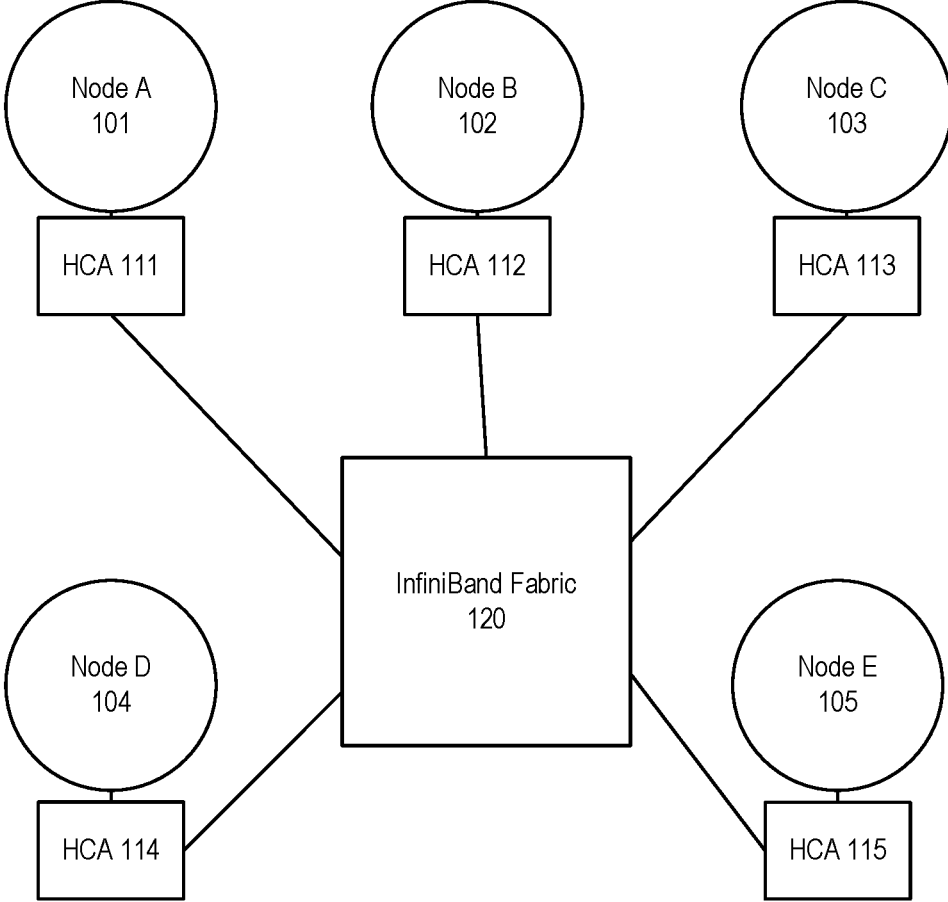 Node A
101
Node B
102
Node C
103
HCA 111
HCA 112
HCA 113
InfiniBand Fabric
120
Node D
104
Node E
105
HCA 114
HCA 115